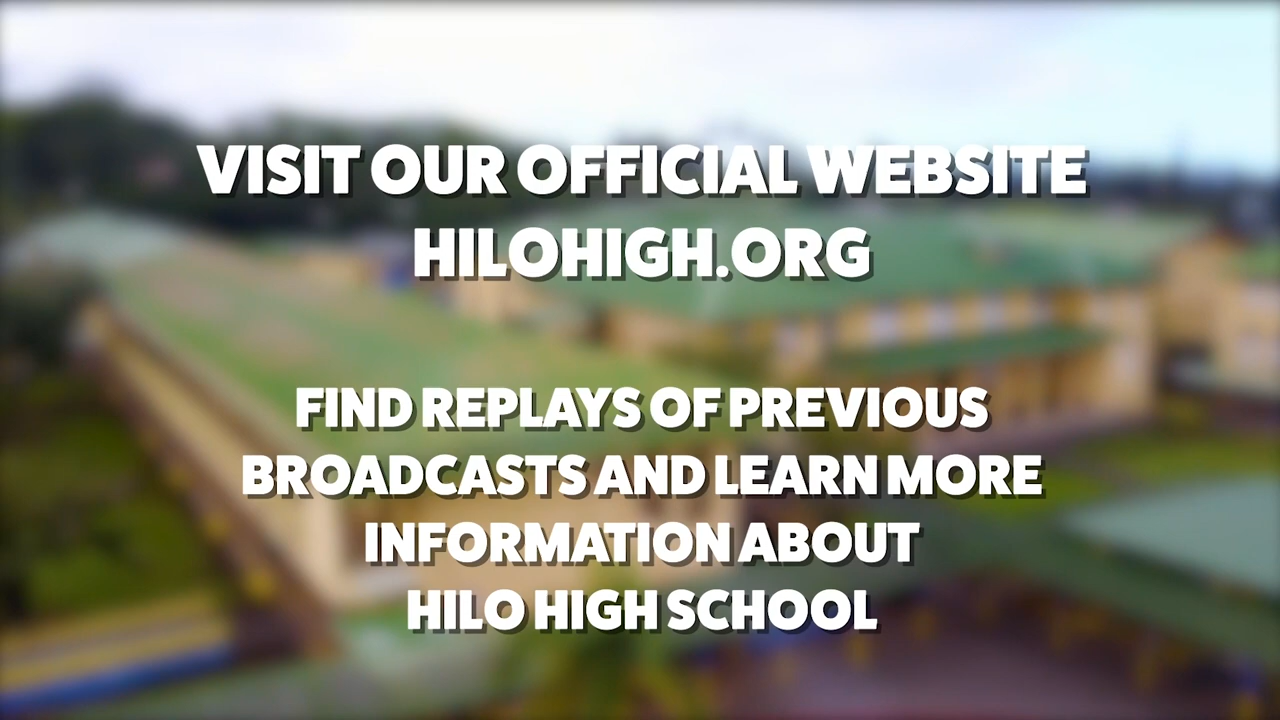 VISIT OUR OFFICIAL WEBSITE
HILOHIGH.ORG
FIND REPLAYS OF PREVIOUS
BROADCASTS AND LEARN MORE
INFORMATION ABOUT
HILO HIGH SCHOOL